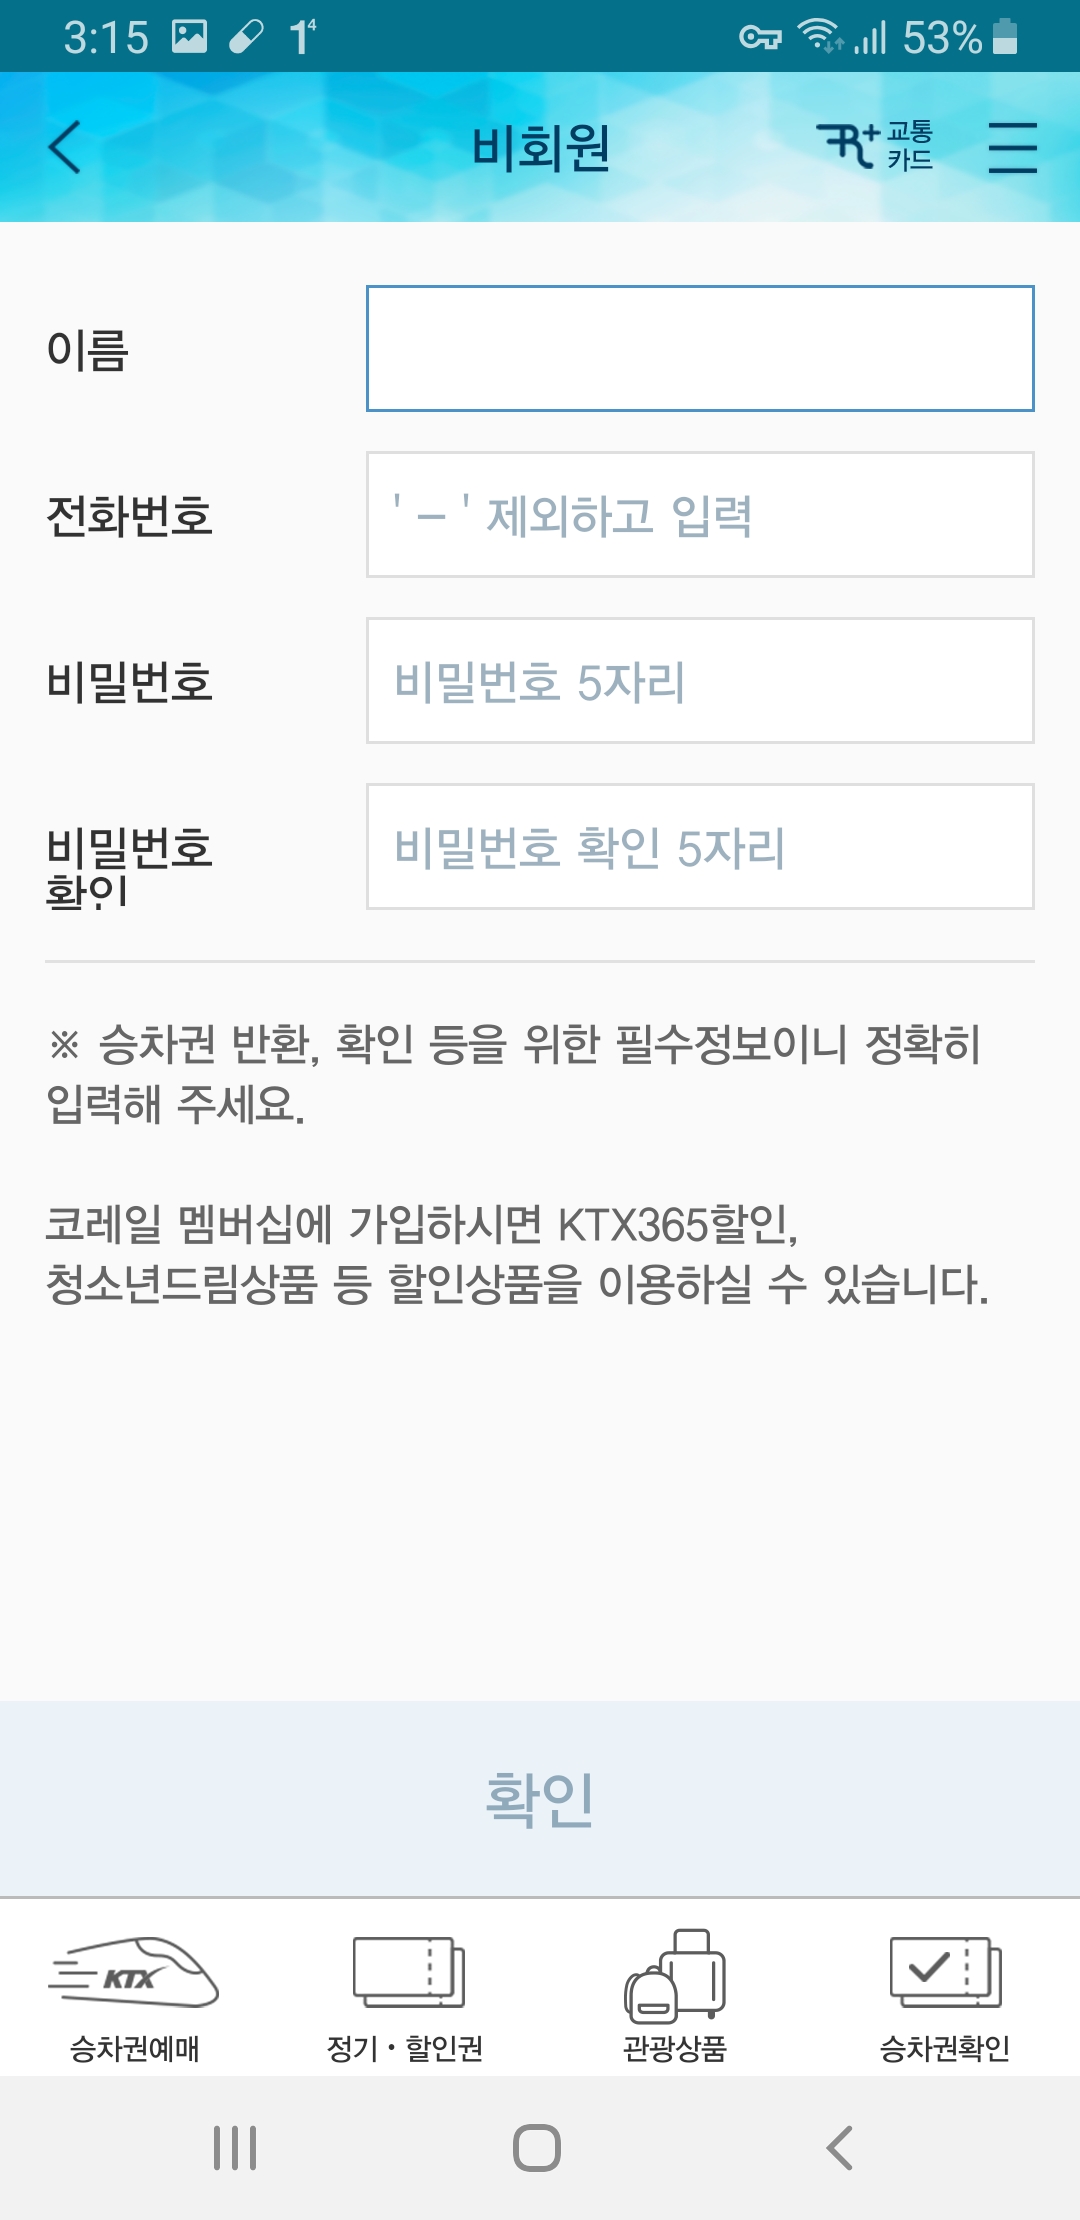 3:15 1 4 53%
비회원
R+ 교통
카드
이름
전화번호
' – ' 제외하고 입력
비밀번호
비밀번호 5자리
비밀번호
확인
비밀번호 확인 5자리
※ 승차권 반환, 확인 등을 위한 필수정보이니 정확히
입력해 주세요.
코레일 멤버십에 가입하시면 KTX365할인,
청소년드림상품 등 할인상품을 이용하실 수 있습니다.
확인
KTX
승차권예매
정기·할인권
관광상품
승차권확인